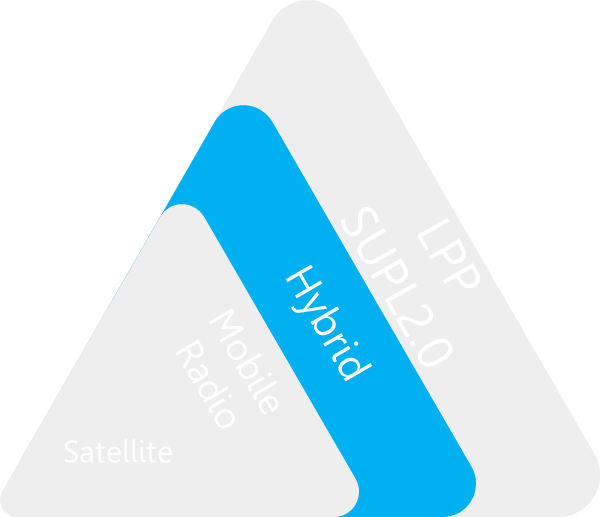 LPP
SUPL2.0
Hybrid
Mobile
Radio
Satellite